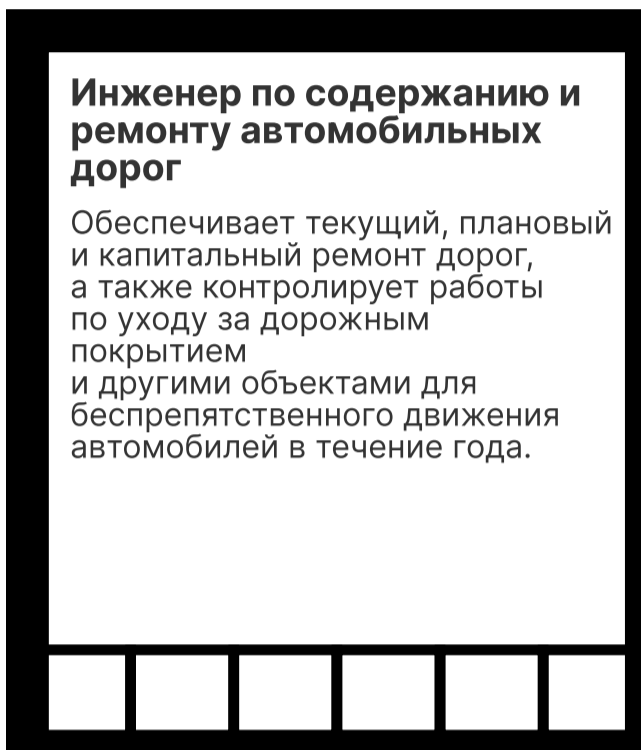 Инженер по содержанию и
ремонту автомобильных
дорог
Обеспечивает текущий, плановый
и капитальный ремонт дорог,
а также контролирует работы
по уходу за дорожным
покрытием
и другими объектами для
беспрепятственного движения
автомобилей в течение года.